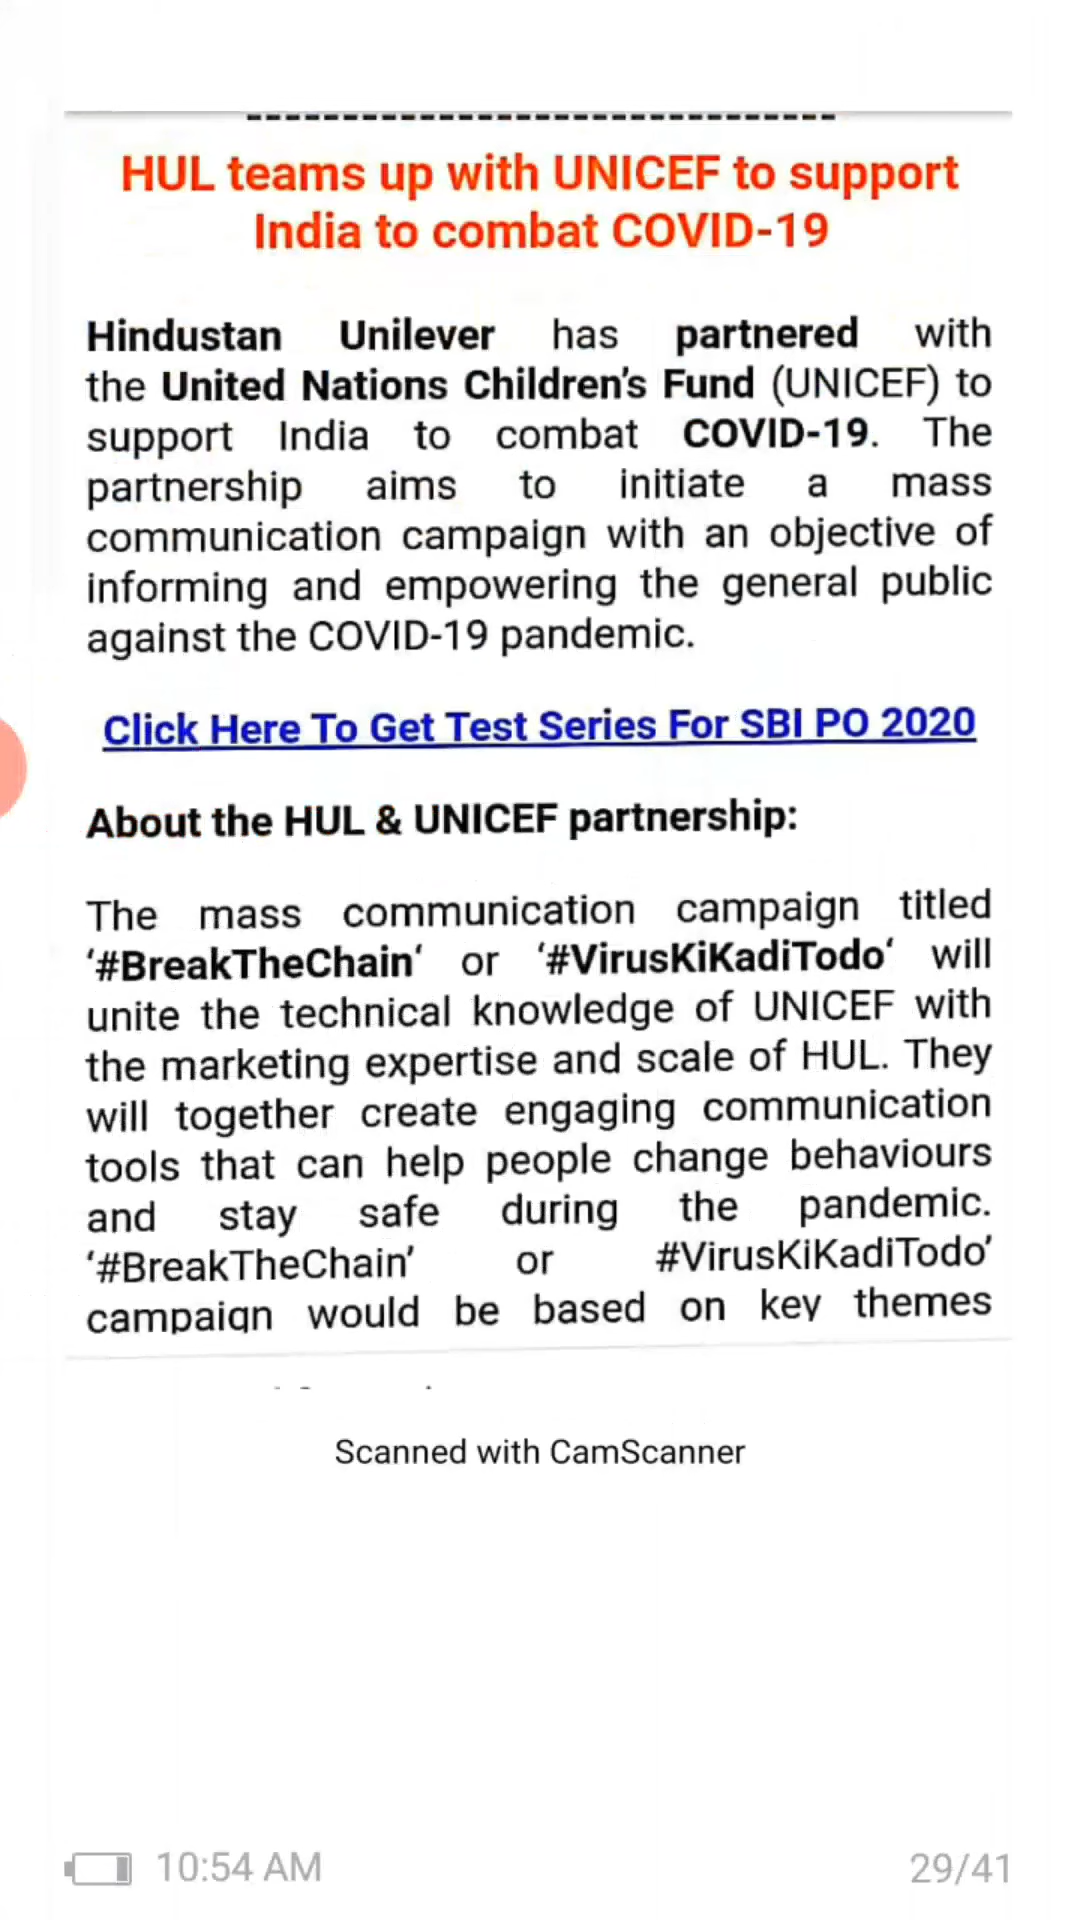 HUL teams up with UNICEF to support
India to combat COVID-19
Hindustan Unilever has partnered with
the United Nations Children's Fund (UNICEF) to
support India to combat COVID-19. The
partnership aims to initiate a mass
communication campaign with an objective of
informing and empowering the general public
against the COVID-19 pandemic.
Click Here To Get Test Series For SBI PO 2020
About the HUL & UNICEF partnership:
The mass communication campaign titled
‘#BreakTheChain‘ or ‘#VirusKiKadiTodo‘ will
unite the technical knowledge of UNICEF with
the marketing expertise and scale of HUL. They
will together create engaging communication
tools that can help people change behaviours
and stay safe during the pandemic.
‘#BreakTheChain’ or #VirusKiKadiTodo’
campaign would be based on key themes
Scanned with CamScanner
10:54 AM 29/41